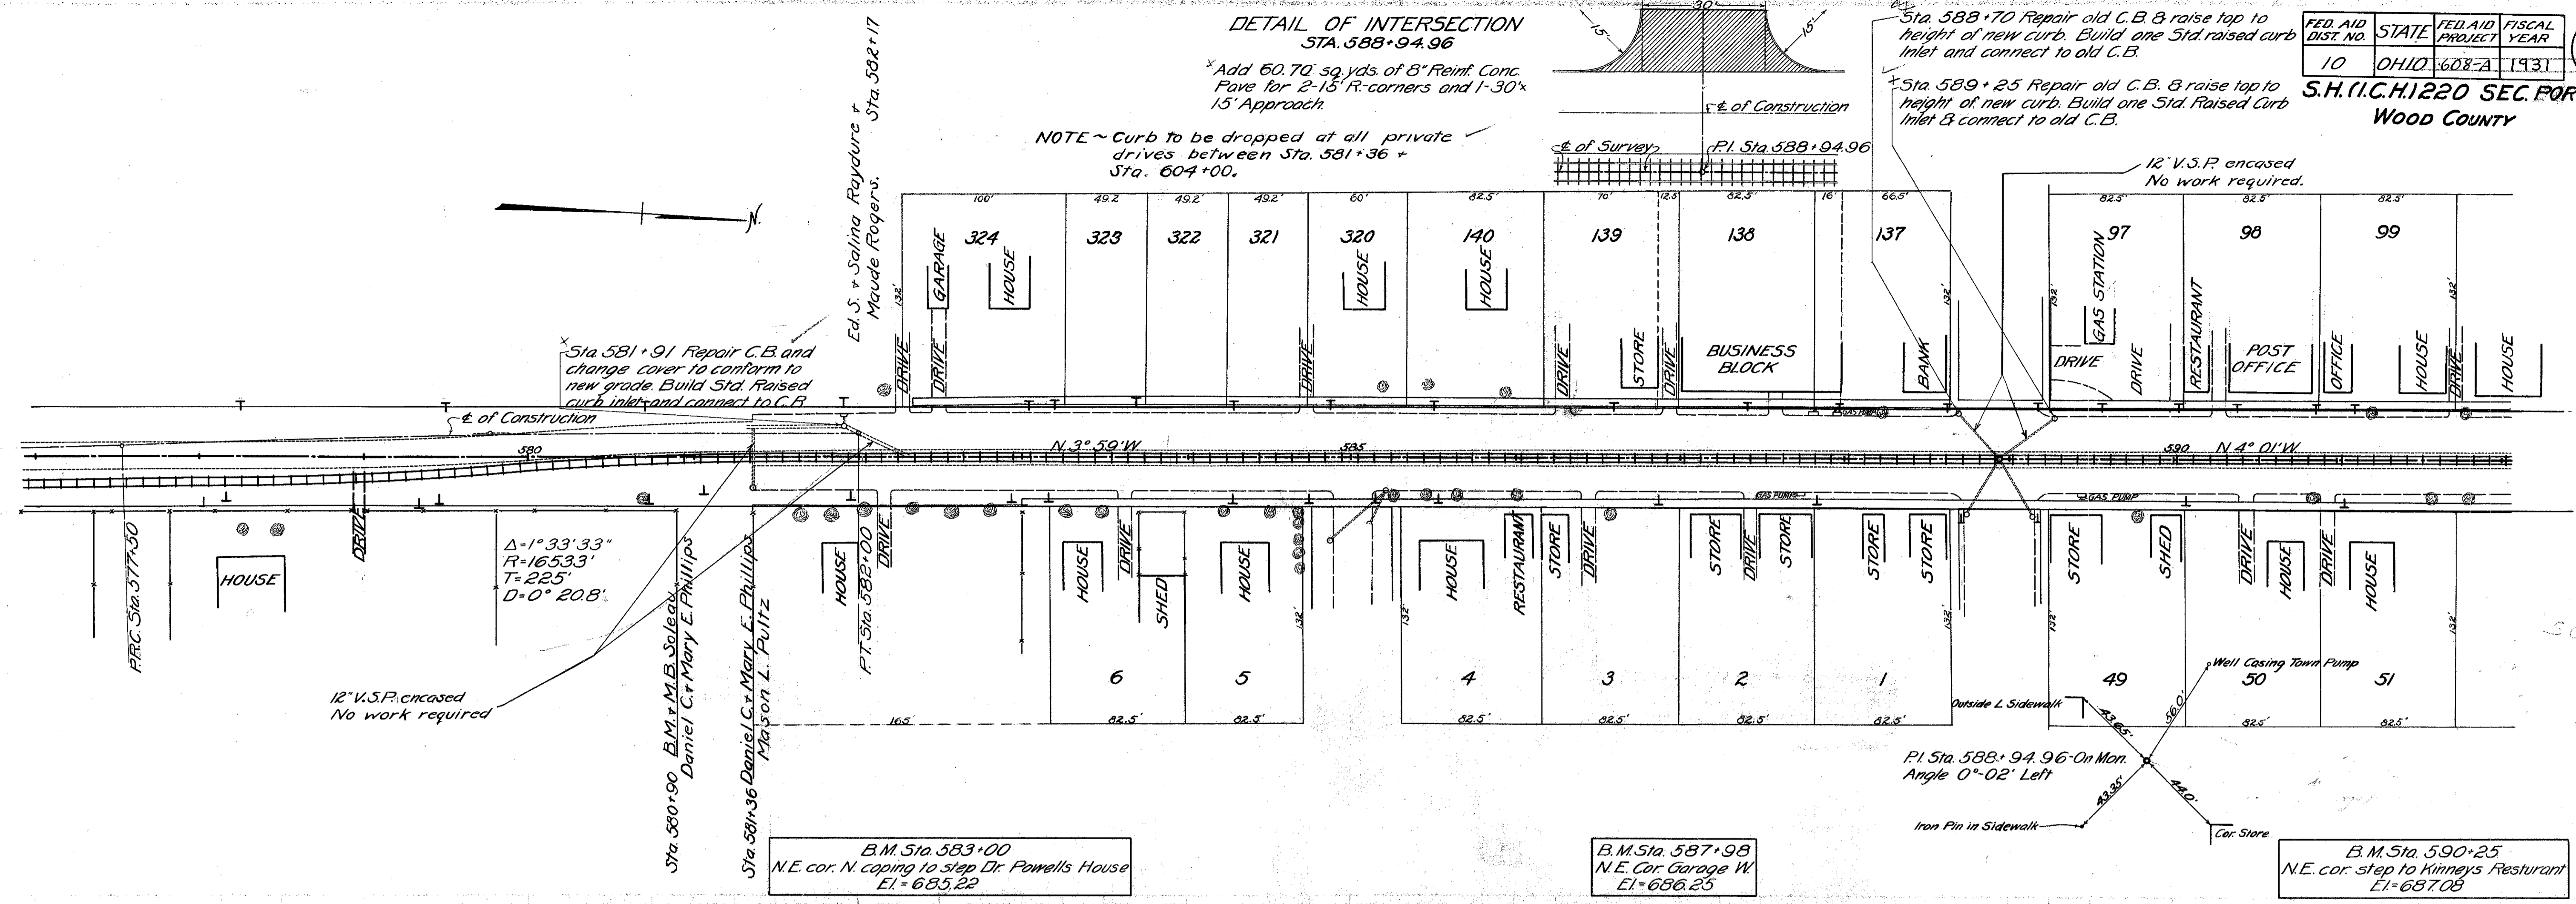 DETAIL OF INTERSECTION
STA. 588+94.96
x Add 60.70 sq. yds. of 8" Reinf. Conc.
Pave for 2-15' R-corners and 1-30'x
15' Approach.
NOTE ~ Curb to be dropped at all private
drives between Sta. 581+36 +
Sta. 604+00.
30'
15'
15'
℄ of Construction
℄ of Survey
P.I. Sta. 588+94.96
Sta. 588+70 Repair old C.B. & raise top to
height of new curb. Build one Std. raised curb
Inlet and connect to old C.B.
x Sta. 589+25 Repair old C.B. & raise top to
height of new curb. Build one Std. Raised Curb
Inlet & connect to old C.B.
FED. AID DIST. NO. STATE FED. AID PROJECT FISCAL YEAR
10 OHIO 608-A 1931
S.H. (I.C.H.) 220 SEC. POR
WOOD COUNTY
12" V.S.P. encased
No work required.
N.
Ed. S. + Salina Raydure +
Maude Rogers. Sta. 582+17
x Sta 581+91 Repair C.B. and
change cover to conform to
new grade. Build Std. Raised
curb inlet and connect to C.B.
℄ of Construction
100' 49.2 49.2' 49.2' 60' 82.5' 70' 12.5 82.5' 16' 66.5' 82.5' 82.5' 82.5'
324 323 322 321 320 140 139 138 137 97 98 99
132'
GARAGE
HOUSE
HOUSE
HOUSE
132'
132'
GAS STATION
132'
DRIVE
DRIVE
DRIVE
DRIVE
STORE
DRIVE
BUSINESS
BLOCK
BANK
DRIVE
DRIVE
RESTAURANT
POST
OFFICE
OFFICE
HOUSE
DRIVE
HOUSE
GAS PUMP
580
N. 3° 59' W.
585
590
N 4° 01' W.
GAS PUMPS
GAS PUMP
P.R.C. Sta. 577+50
HOUSE
DRIVE
Δ=1° 33' 33"
R=16533'
T=225'
D=0° 20.8'
12" V.S.P. encased
No work required
Sta. 580+90 B.M. + M.B. Solead
Daniel C. + Mary E. Phillips
Sta. 581+36 Daniel C. + Mary E. Phillips
Mason L. Pultz
HOUSE
P.T. Sta. 582+00
DRIVE
HOUSE
DRIVE
SHED
HOUSE
132'
132'
HOUSE
RESTAURANT
STORE
DRIVE
STORE
DRIVE
STORE
STORE
STORE
132'
132'
STORE
SHED
DRIVE
HOUSE
DRIVE
HOUSE
132'
6 5 4 3 2 1 49 50 51
165' 82.5' 82.5' 82.5' 82.5' 82.5' 82.5' 82.5' 82.5'
Well Casing Town Pump
Outside L Sidewalk
43.65'
56.0'
P.I. Sta. 588+94.96-On Mon.
Angle 0°-02' Left
43.35'
44.0'
Iron Pin in Sidewalk
Cor. Store
B.M. Sta. 583+00
N.E. cor. N. coping to step Dr. Powells House
El. = 685.22
B.M. Sta. 587+98
N.E. Cor. Garage W.
El. = 686.25
B.M. Sta. 590+25
N.E. cor. step to Kinneys Resturant
El. = 687.08